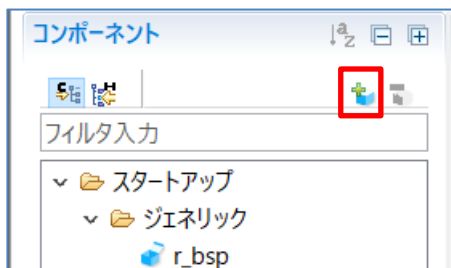 コンポーネント
フィルタ入力
スタートアップ
ジェネリック
r_bsp